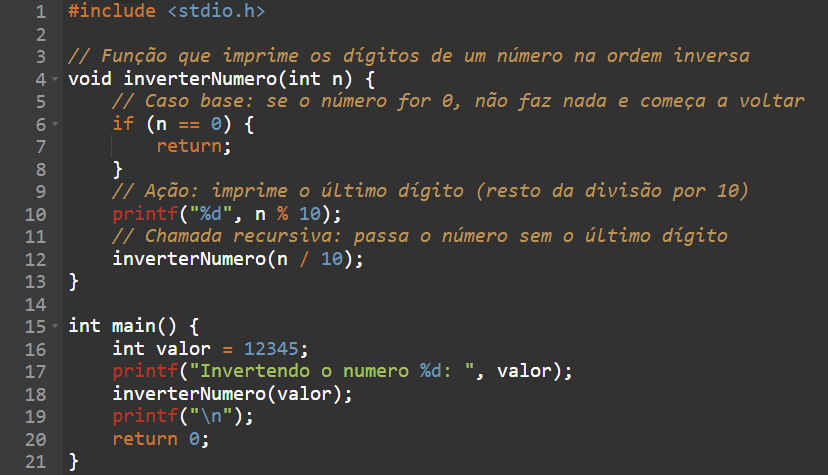 1 #include <stdio.h>
2
3 // Função que imprime os dígitos de um número na ordem inversa
4 void inverterNumero(int n) {
5     // Caso base: se o número for 0, não faz nada e começa a voltar
6     if (n == 0) {
7         return;
8     }
9     // Ação: imprime o último dígito (resto da divisão por 10)
10     printf("%d", n % 10);
11     // Chamada recursiva: passa o número sem o último dígito
12     inverterNumero(n / 10);
13 }
14
15 int main() {
16     int valor = 12345;
17     printf("Invertendo o numero %d: ", valor);
18     inverterNumero(valor);
19     printf("\n");
20     return 0;
21 }